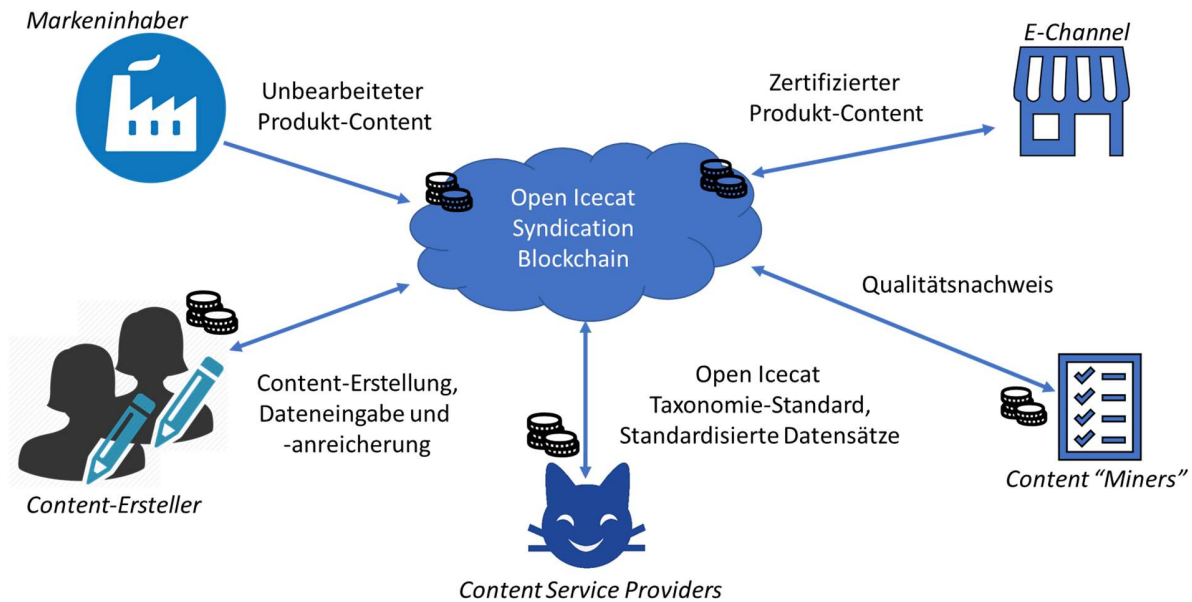 Markeninhaber
E-Channel
Unbearbeiteter
Produkt-Content
Zertifizierter
Produkt-Content
Open Icecat
Syndication
Blockchain
Qualitätsnachweis
Content-Erstellung,
Dateneingabe und
-anreicherung
Open Icecat
Taxonomie-Standard,
Standardisierte Datensätze
Content-Ersteller
Content “Miners”
Content Service Providers